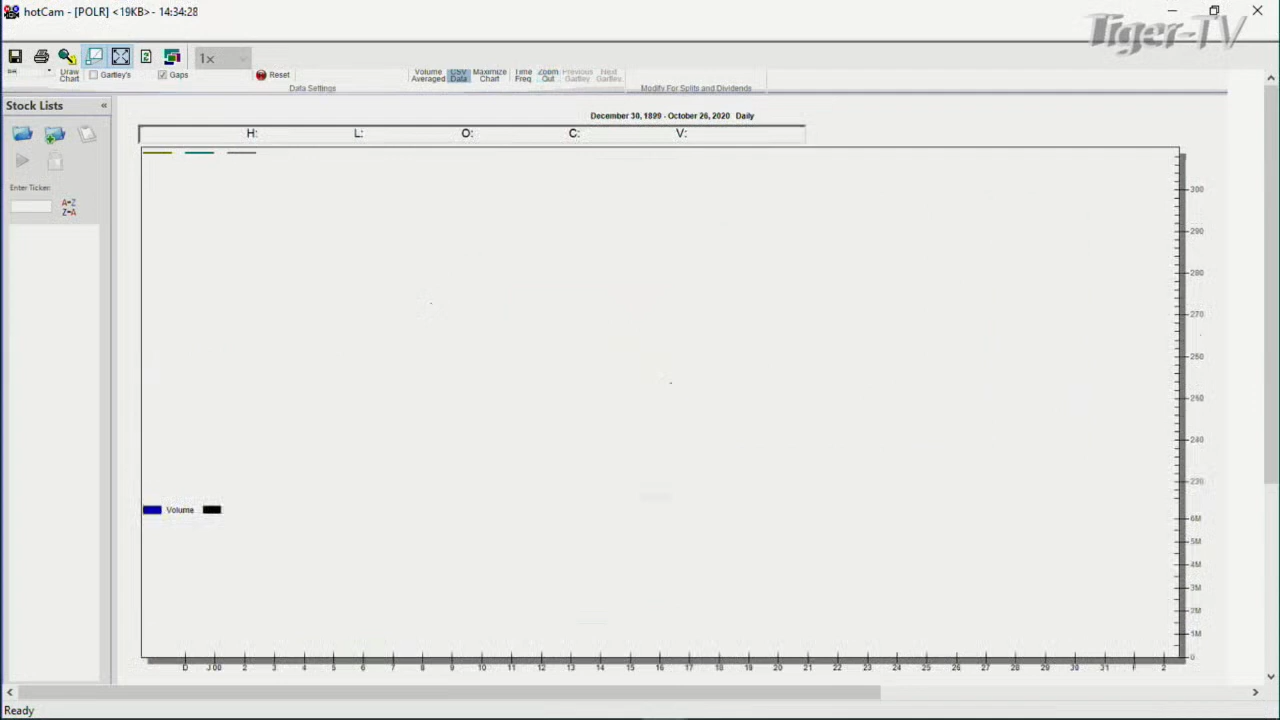 hotCam - [POLR] <19KB> - 14:34:28
Tiger-TV
1x
Draw Chart
Gartley's
Gaps
Reset
Volume Averaged
CSV Data
Maximize Chart
Time Freq
Zoom Out
Previous Gartley
Next Gartley
Data Settings
Modify For Splits and Dividends
Stock Lists «
December 30, 1899 - October 26, 2020 Daily
H: L: O: C: V:
Enter Ticker:
A-Z
Z-A
300
290
280
270
260
260
240
230
Volume
6M
5M
4M
3M
2M
1M
0
D J 00 2 3 4 5 6 7 8 9 10 11 12 13 14 15 16 17 18 19 20 21 22 23 24 25 26 27 28 29 30 31 F 2
Ready